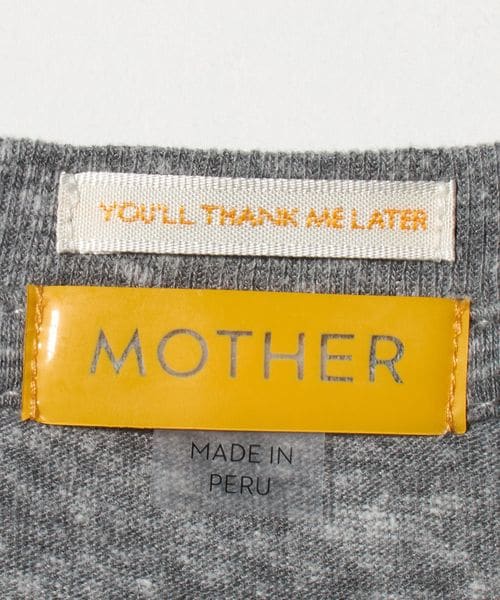 YOU'LL THANK ME LATER
MOTHER
MADE IN
PERU